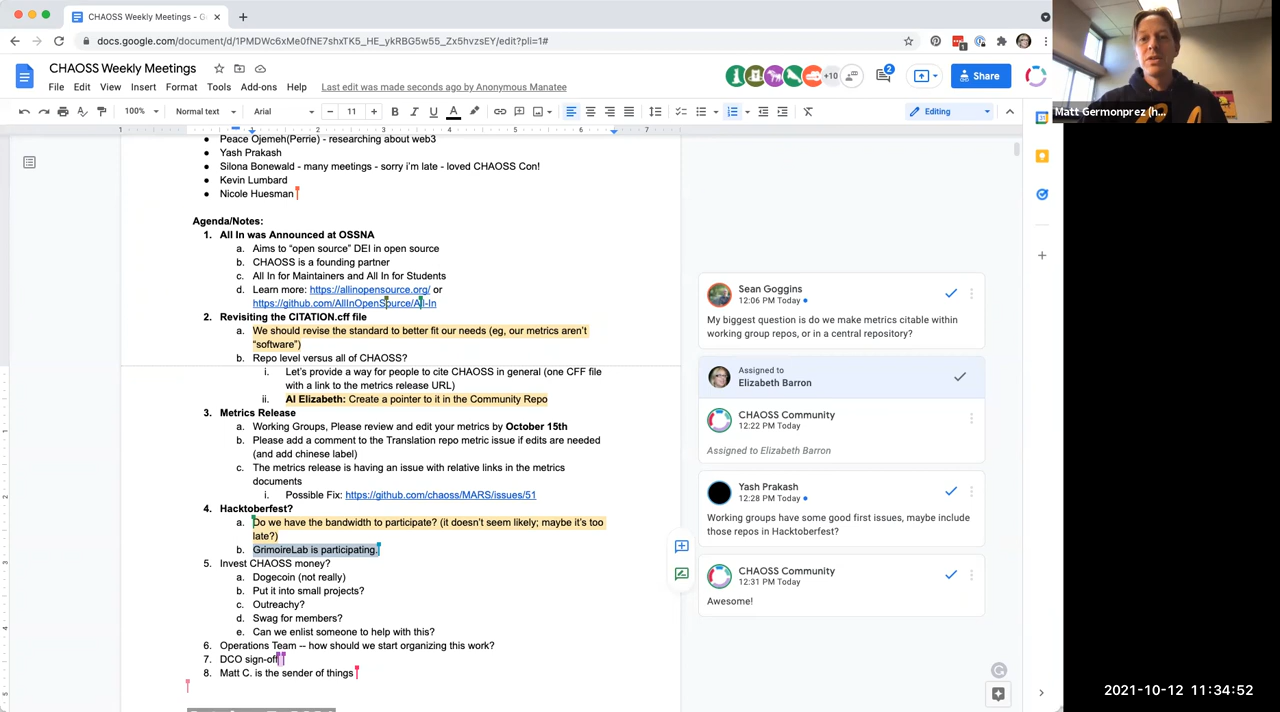 CHAOSS Weekly Meetings - G
docs.google.com/document/d/1PMDWc6xMe0fNE7shxTK5_HE_ykRBG5w55_Zx5hvzsEY/edit?pli=1#
1
CHAOSS Weekly Meetings
+10
2
Share
File Edit View Insert Format Tools Add-ons Help Last edit was made seconds ago by Anonymous Manatee
100% Normal text Arial 11 B I U A Editing
Matt Germonprez (h...
1 1 2 3 4 5 6 7
Peace Ojemeh(Perrie) - researching about web3
Yash Prakash
Silona Bonewald - many meetings - sorry i'm late - loved CHAOSS Con!
Kevin Lumbard
Nicole Huesman
Agenda/Notes:
1. All In was Announced at OSSNA
a. Aims to “open source” DEI in open source
b. CHAOSS is a founding partner
c. All In for Maintainers and All In for Students
d. Learn more: https://allinopensource.org/ or
https://github.com/AllInOpenSource/All-In
2. Revisiting the CITATION.cff file
a. We should revise the standard to better fit our needs (eg, our metrics aren't
“software”)
b. Repo level versus all of CHAOSS?
i. Let's provide a way for people to cite CHAOSS in general (one CFF file
with a link to the metrics release URL)
ii. AI Elizabeth: Create a pointer to it in the Community Repo
3. Metrics Release
a. Working Groups, Please review and edit your metrics by October 15th
b. Please add a comment to the Translation repo metric issue if edits are needed
(and add chinese label)
c. The metrics release is having an issue with relative links in the metrics
documents
i. Possible Fix: https://github.com/chaoss/MARS/issues/51
4. Hacktoberfest?
a. Do we have the bandwidth to participate? (it doesn't seem likely; maybe it's too
late?)
b. GrimoireLab is participating.
5. Invest CHAOSS money?
a. Dogecoin (not really)
b. Put it into small projects?
c. Outreachy?
d. Swag for members?
e. Can we enlist someone to help with this?
6. Operations Team -- how should we start organizing this work?
7. DCO sign-off
8. Matt C. is the sender of things
Sean Goggins
12:06 PM Today
My biggest question is do we make metrics citable within
working group repos, or in a central repository?
Assigned to
Elizabeth Barron
CHAOSS Community
12:22 PM Today
Assigned to Elizabeth Barron
Yash Prakash
12:28 PM Today
Working groups have some good first issues, maybe include
those repos in Hacktoberfest?
CHAOSS Community
12:31 PM Today
Awesome!
2021-10-12 11:34:52